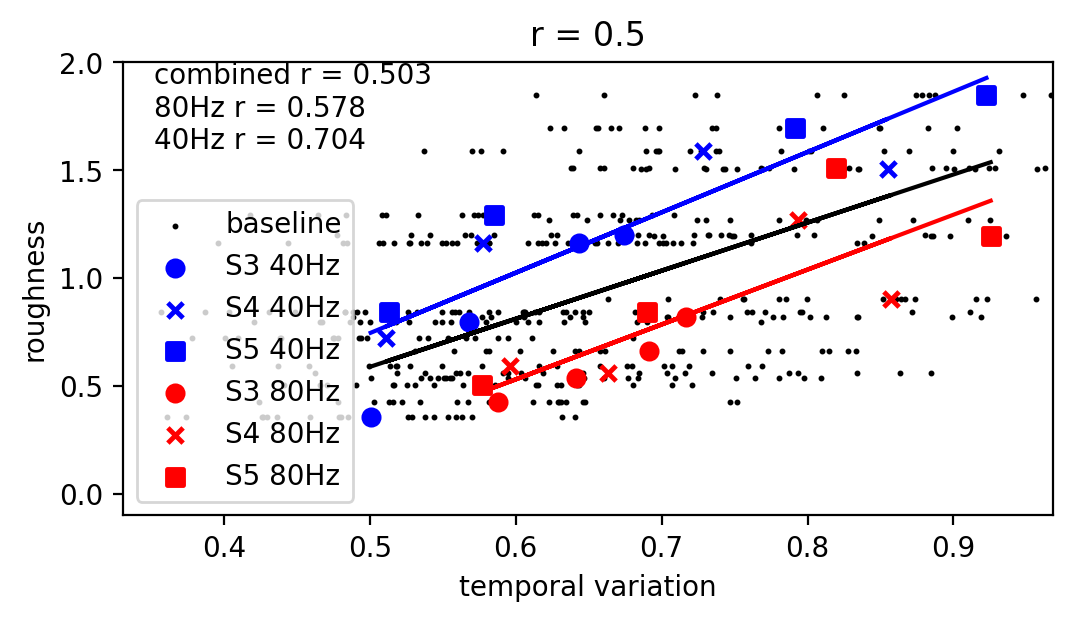 r = 0.5
combined r = 0.503
80Hz r = 0.578
40Hz r = 0.704
baseline
S3 40Hz
S4 40Hz
S5 40Hz
S3 80Hz
S4 80Hz
S5 80Hz
roughness
2.0
1.5
1.0
0.5
0.0
0.4 0.5 0.6 0.7 0.8 0.9
temporal variation